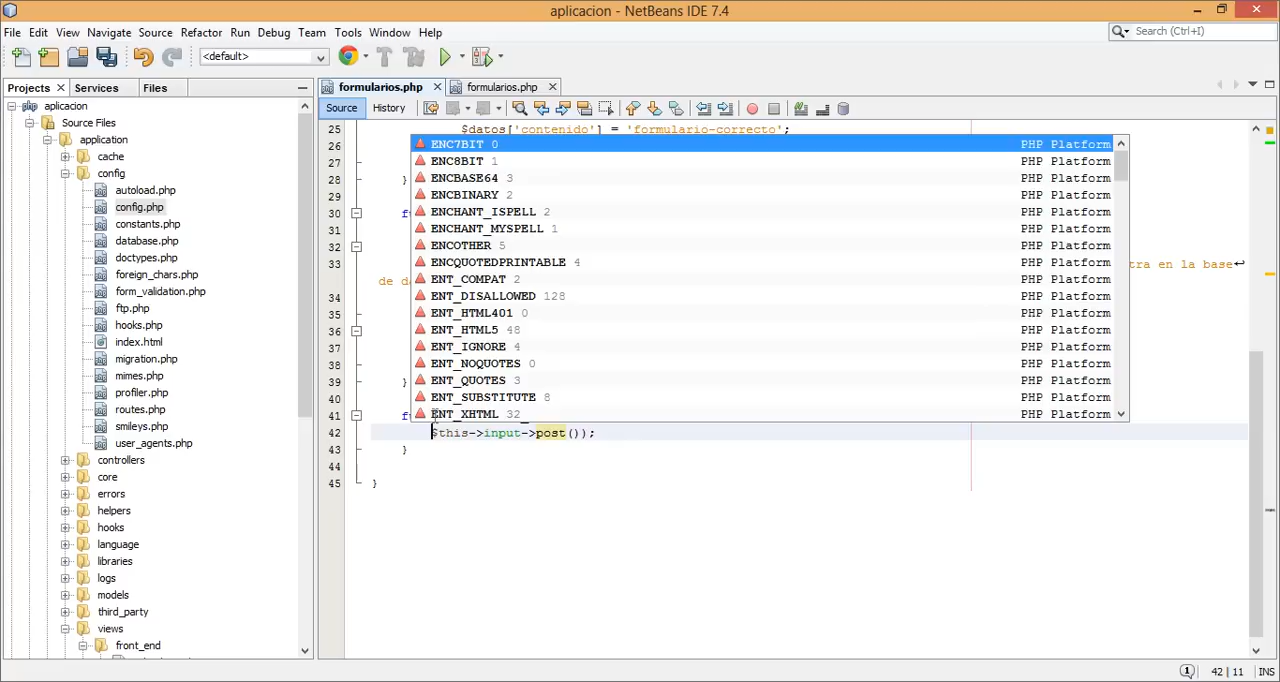 aplicacion - NetBeans IDE 7.4
File Edit View Navigate Source Refactor Run Debug Team Tools Window Help
Search (Ctrl+I)
<default>
Projects Services Files
formularios.php formularios.php
Source History
aplicacion
Source Files
application
cache
config
autoload.php
config.php
constants.php
database.php
doctypes.php
foreign_chars.php
form_validation.php
ftp.php
hooks.php
index.html
migration.php
mimes.php
profiler.php
routes.php
smileys.php
user_agents.php
controllers
core
errors
helpers
hooks
language
libraries
logs
models
third_party
views
front_end
25 $datos['contenido'] = 'formulario-correcto';
26
27
28 }
29
30 f
31
32
33 tra en la base
de da
34
35
36
37
38
39 }
40
41 f
42 $this->input->post());
43 }
44
45 }
ENC7BIT 0 PHP Platform
ENC8BIT 1 PHP Platform
ENCBASE64 3 PHP Platform
ENCBINARY 2 PHP Platform
ENCHANT_ISPELL 2 PHP Platform
ENCHANT_MYSPELL 1 PHP Platform
ENCOTHER 5 PHP Platform
ENCQUOTEDPRINTABLE 4 PHP Platform
ENT_COMPAT 2 PHP Platform
ENT_DISALLOWED 128 PHP Platform
ENT_HTML401 0 PHP Platform
ENT_HTML5 48 PHP Platform
ENT_IGNORE 4 PHP Platform
ENT_NOQUOTES 0 PHP Platform
ENT_QUOTES 3 PHP Platform
ENT_SUBSTITUTE 8 PHP Platform
ENT_XHTML 32 PHP Platform
42 | 11 INS